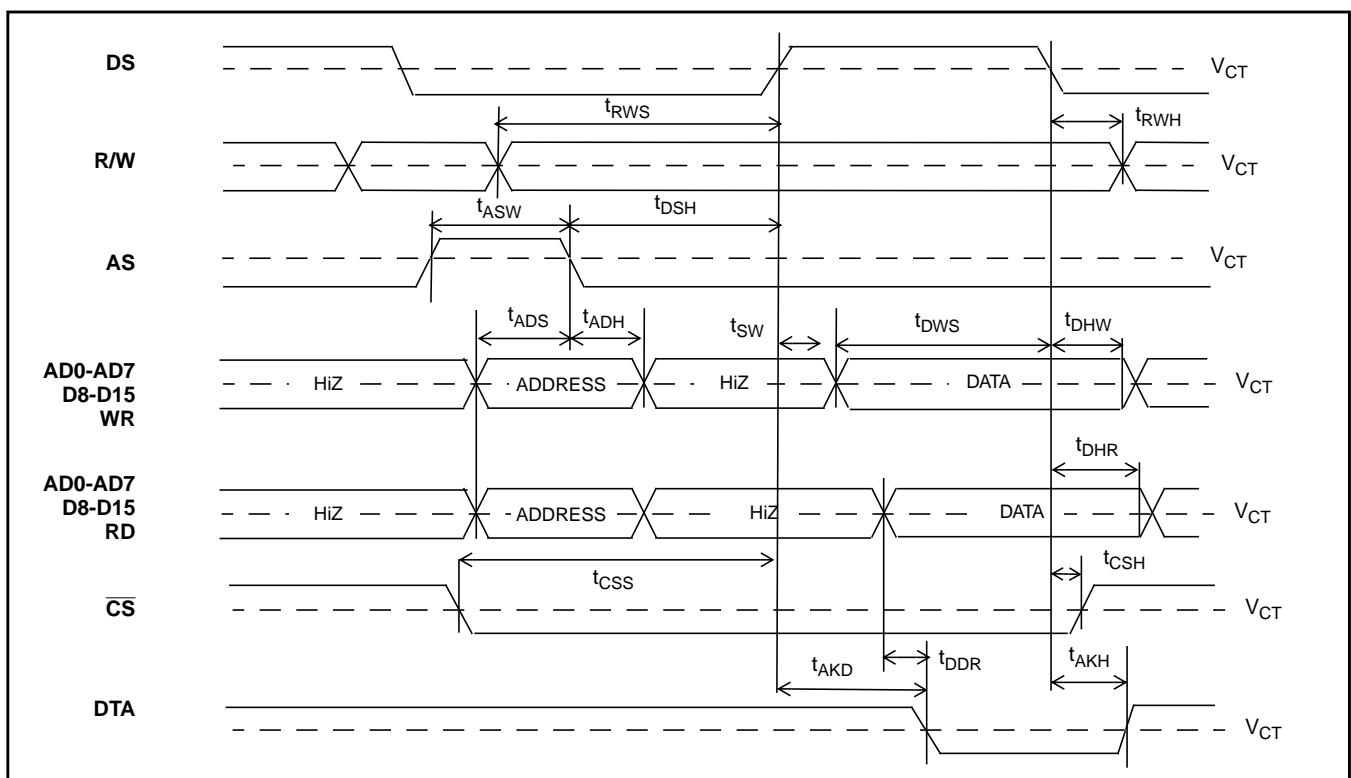 DS
V_CT
t_RWS
t_RWH
R/W
V_CT
t_ASW
t_DSH
AS
V_CT
t_ADS
t_ADH
t_SW
t_DWS
t_DHW
AD0-AD7
D8-D15
WR
HiZ
ADDRESS
HiZ
DATA
V_CT
t_DHR
AD0-AD7
D8-D15
RD
HiZ
ADDRESS
HiZ
DATA
V_CT
t_CSS
t_CSH
CS
V_CT
t_AKD
t_DDR
t_AKH
DTA
V_CT